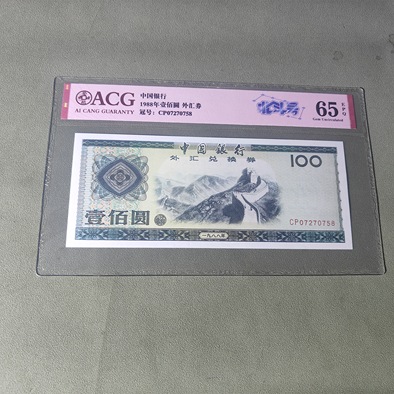 ACG
AI CANG GUARANTY
中国银行
1988年壹佰圆 外汇券
冠号：CP07270758
65
EPQ
Gem Uncirculated
中国银行
外汇兑换券
100
壹佰圆
CP07270758
一九八八年